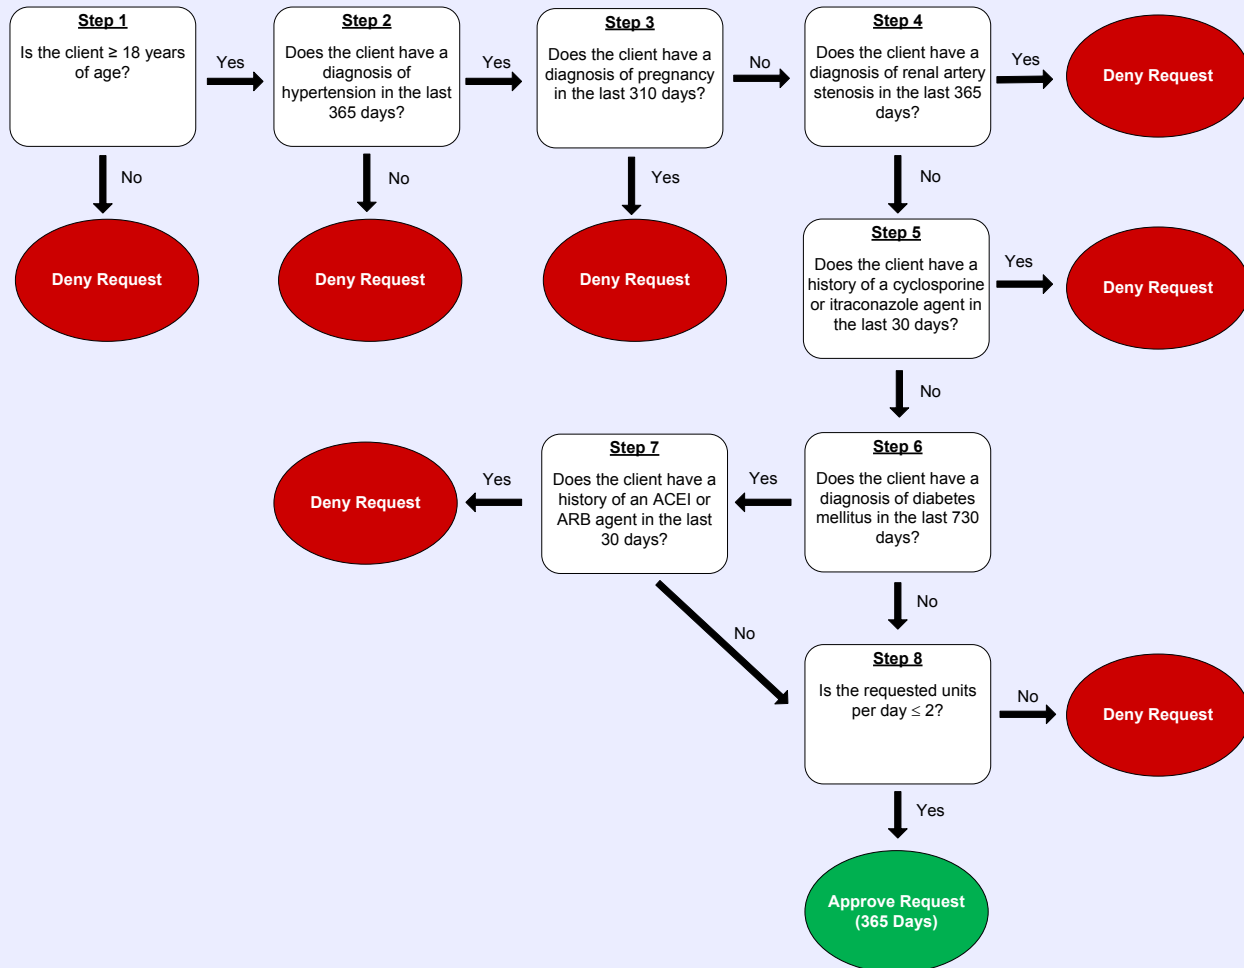 Step 1
Is the client ≥ 18 years
of age?
Yes
No
Deny Request
Step 2
Does the client have a
diagnosis of
hypertension in the last
365 days?
Yes
No
Deny Request
Step 3
Does the client have a
diagnosis of pregnancy
in the last 310 days?
No
Yes
Deny Request
Step 4
Does the client have a
diagnosis of renal artery
stenosis in the last 365
days?
Yes
Deny Request
No
Step 5
Does the client have a
history of a cyclosporine
or itraconazole agent in
the last 30 days?
Yes
Deny Request
No
Step 6
Does the client have a
diagnosis of diabetes
mellitus in the last 730
days?
Yes
No
Step 7
Does the client have a
history of an ACEI or
ARB agent in the last
30 days?
Yes
Deny Request
No
Step 8
Is the requested units
per day ≤ 2?
No
Deny Request
Yes
Approve Request
(365 Days)